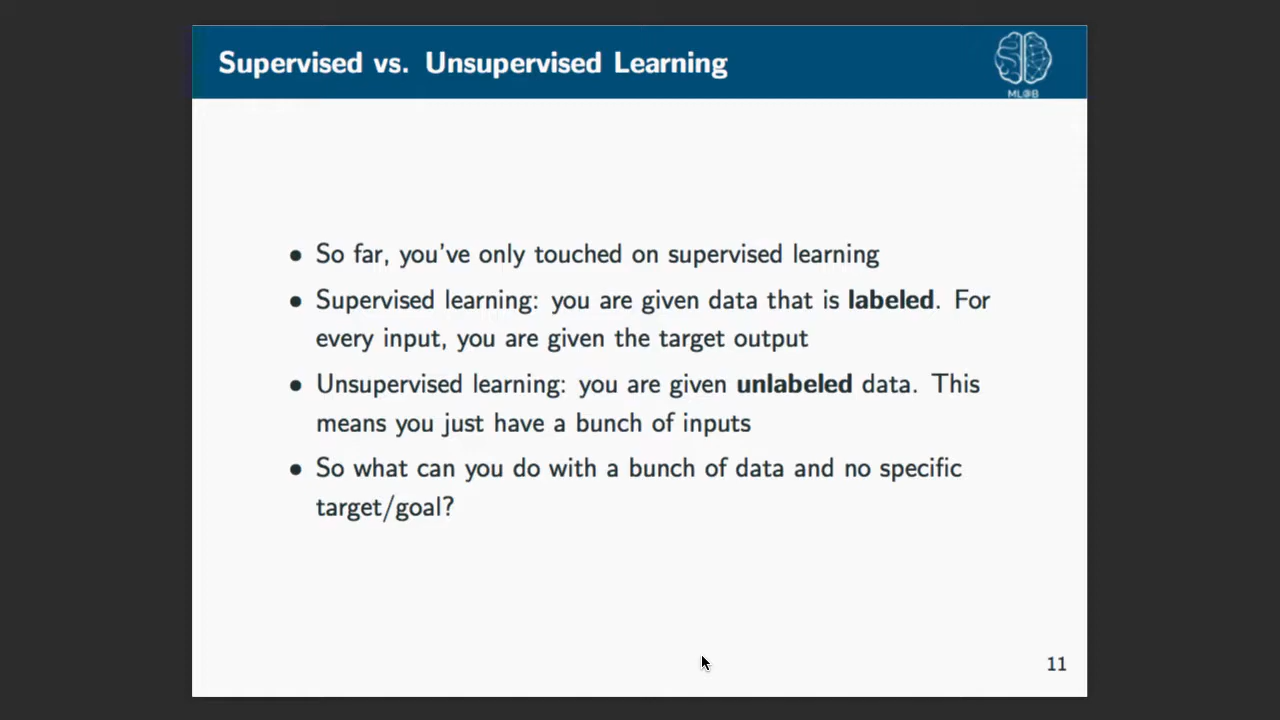 Supervised vs. Unsupervised Learning
ML@B
● So far, you've only touched on supervised learning
● Supervised learning: you are given data that is labeled. For
every input, you are given the target output
● Unsupervised learning: you are given unlabeled data. This
means you just have a bunch of inputs
● So what can you do with a bunch of data and no specific
target/goal?
11